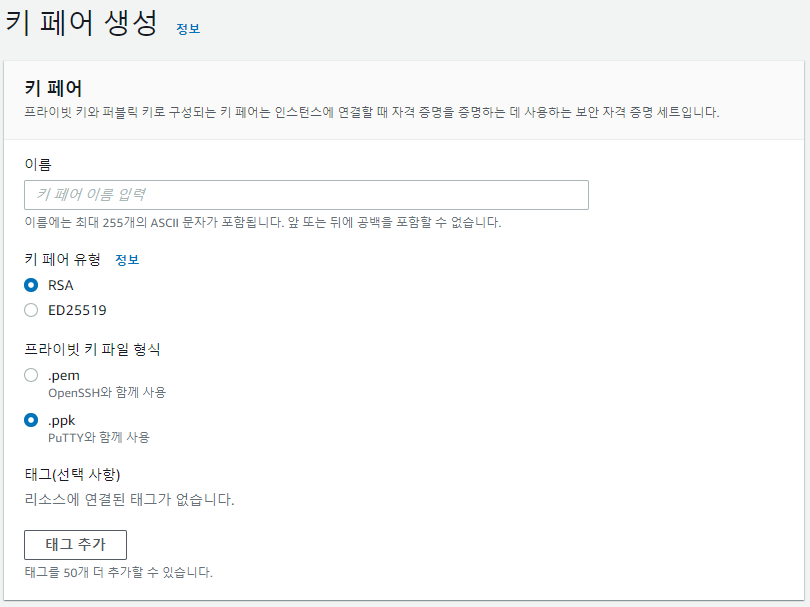 키 페어 생성 정보
키 페어
프라이빗 키와 퍼블릭 키로 구성되는 키 페어는 인스턴스에 연결할 때 자격 증명을 증명하는 데 사용하는 보안 자격 증명 세트입니다.
이름
키 페어 이름 입력
이름에는 최대 255개의 ASCII 문자가 포함됩니다. 앞 또는 뒤에 공백을 포함할 수 없습니다.
키 페어 유형 정보
RSA
ED25519
프라이빗 키 파일 형식
.pem
OpenSSH와 함께 사용
.ppk
PuTTY와 함께 사용
태그(선택 사항)
리소스에 연결된 태그가 없습니다.
태그 추가
태그를 50개 더 추가할 수 있습니다.